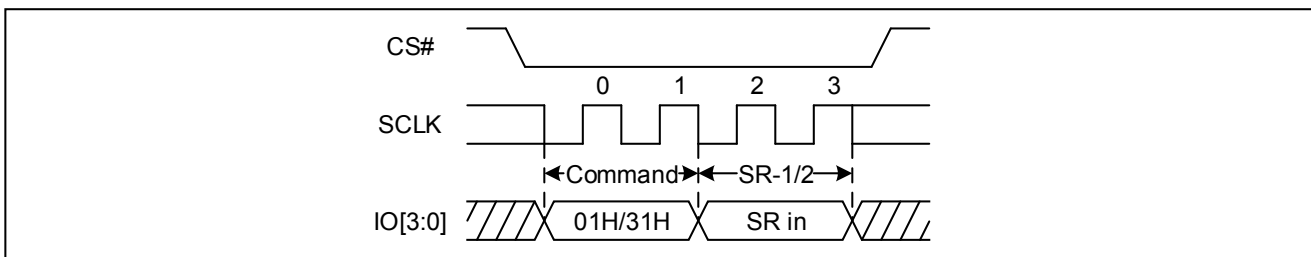 CS#
0 1 2 3
SCLK
Command SR-1/2
IO[3:0] 01H/31H SR in